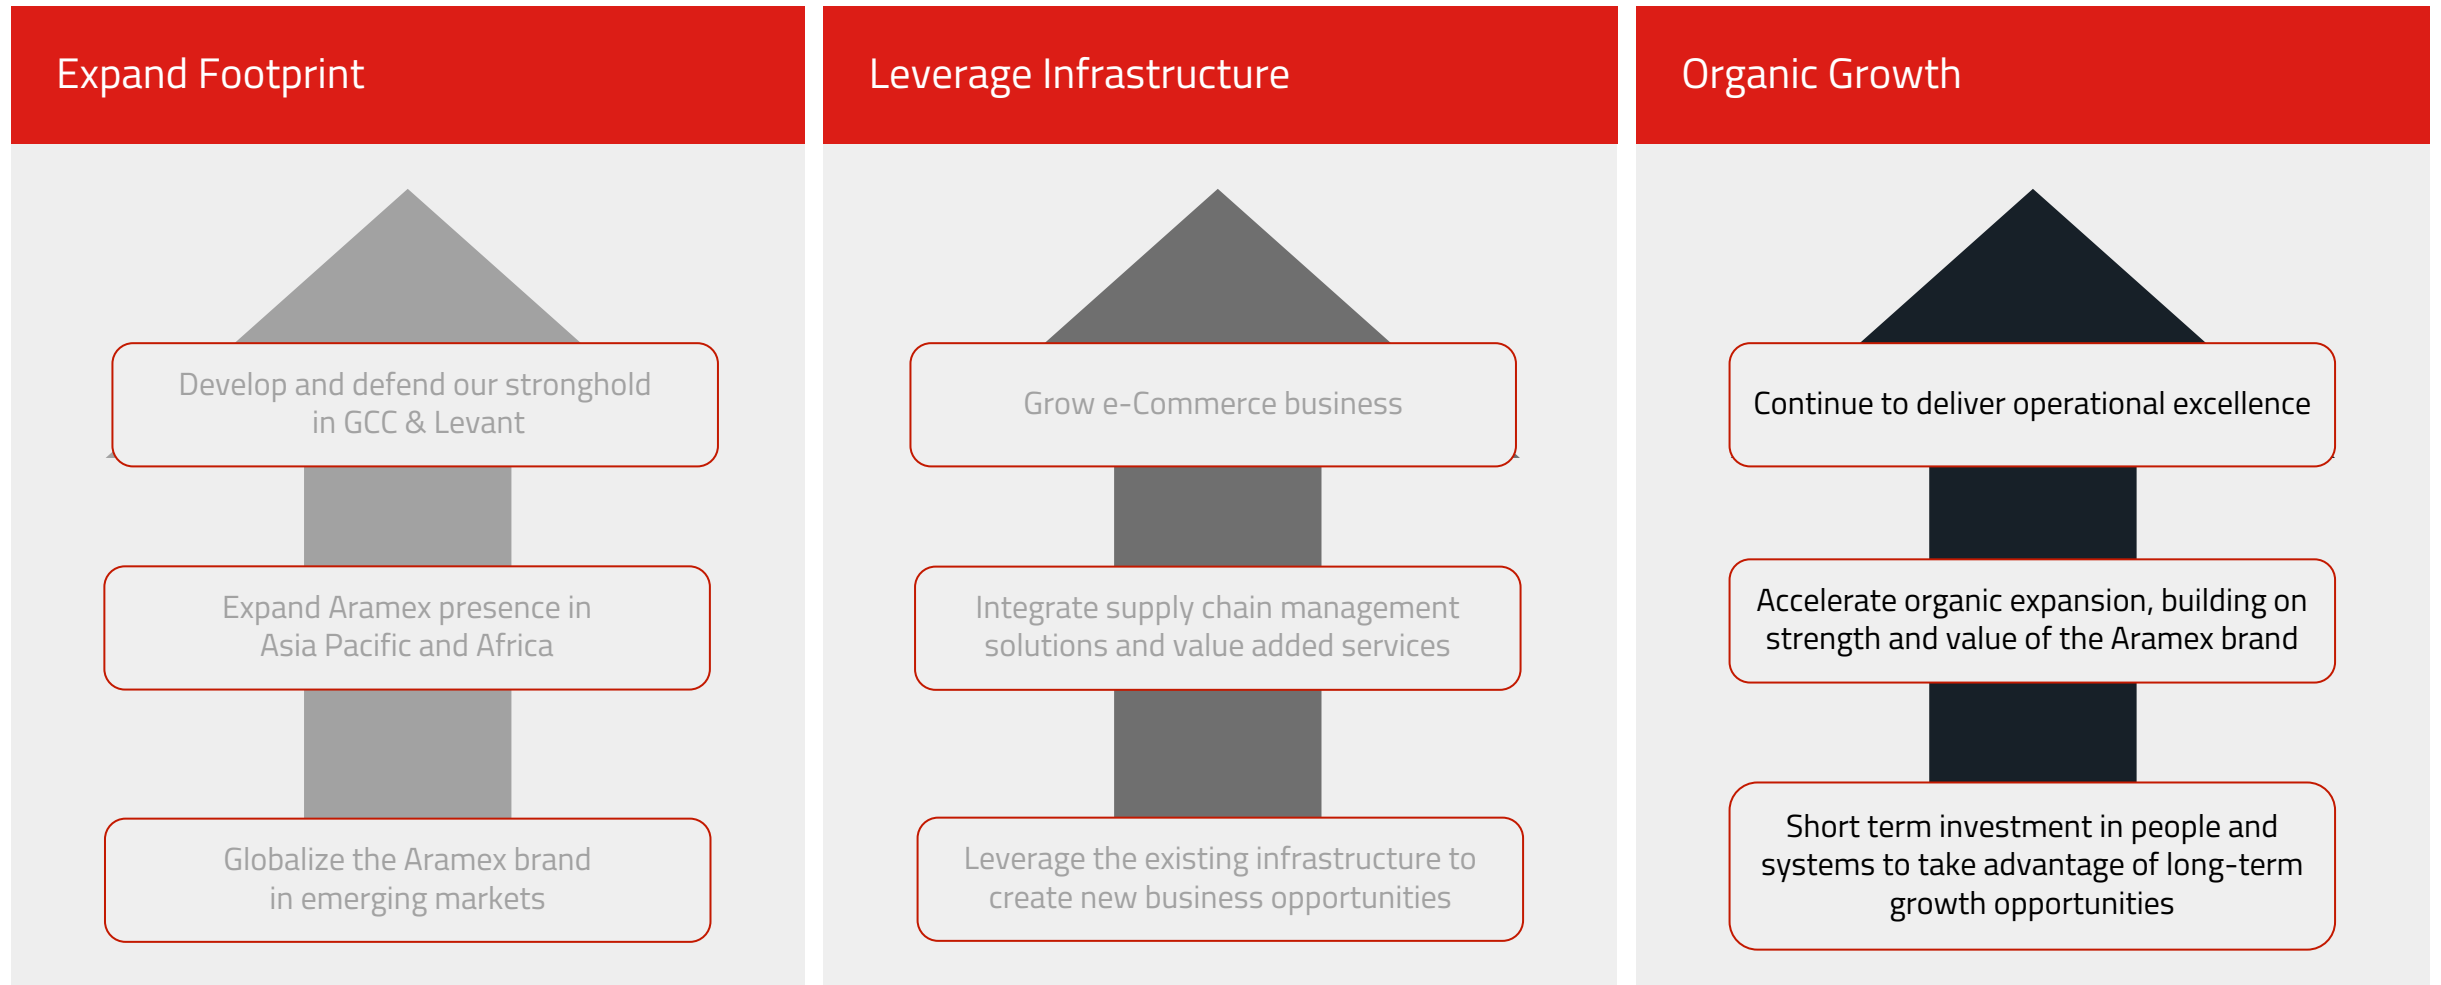 Expand Footprint
Develop and defend our stronghold
in GCC & Levant
Expand Aramex presence in
Asia Pacific and Africa
Globalize the Aramex brand
in emerging markets
Leverage Infrastructure
Grow e-Commerce business
Integrate supply chain management
solutions and value added services
Leverage the existing infrastructure to
create new business opportunities
Organic Growth
Continue to deliver operational excellence
Accelerate organic expansion, building on
strength and value of the Aramex brand
Short term investment in people and
systems to take advantage of long-term
growth opportunities